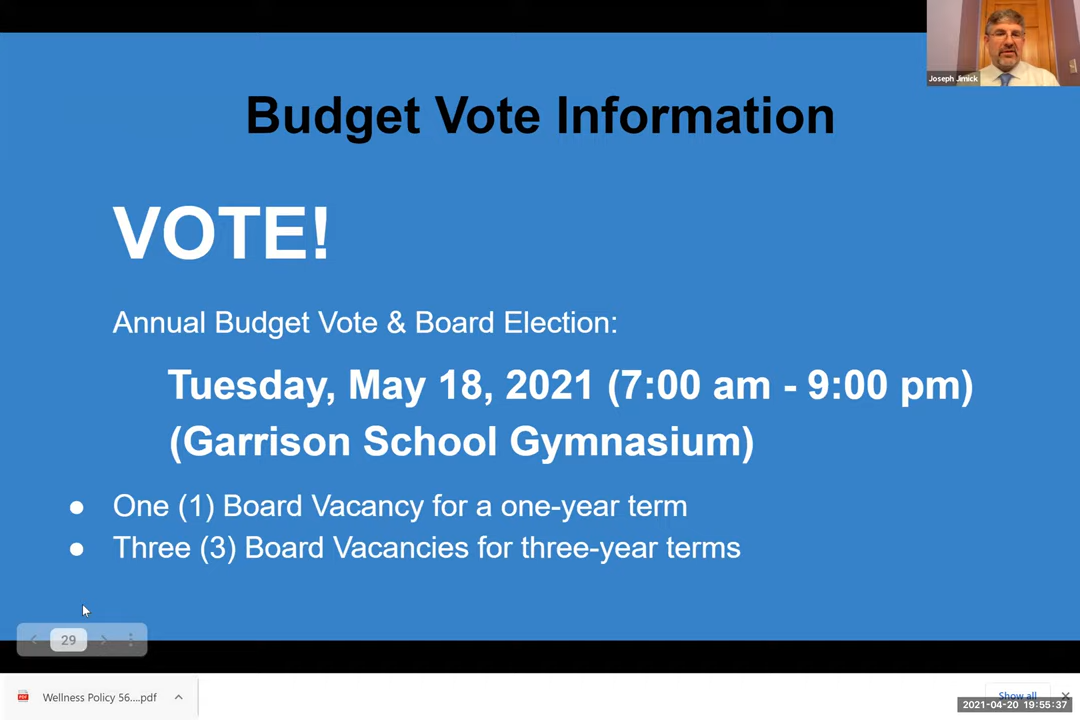 Joseph Jimick
Budget Vote Information
VOTE!
Annual Budget Vote & Board Election:
Tuesday, May 18, 2021 (7:00 am - 9:00 pm)
(Garrison School Gymnasium)
● One (1) Board Vacancy for a one-year term
● Three (3) Board Vacancies for three-year terms
29
Wellness Policy 56....pdf
Show all
2021-04-20 19:55:37